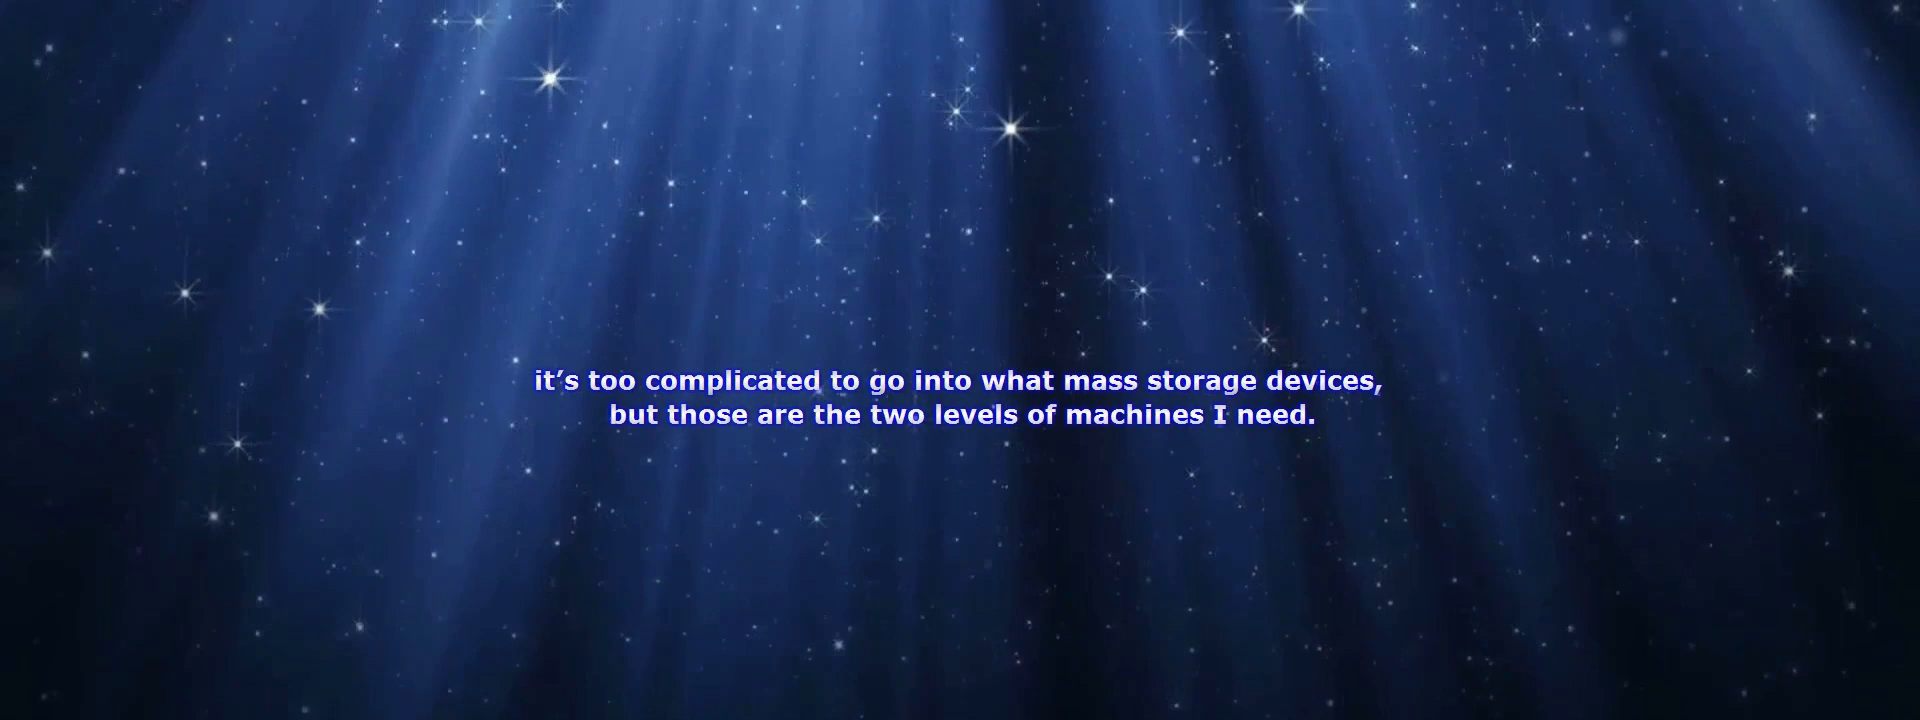 it’s too complicated to go into what mass storage devices,
but those are the two levels of machines I need.